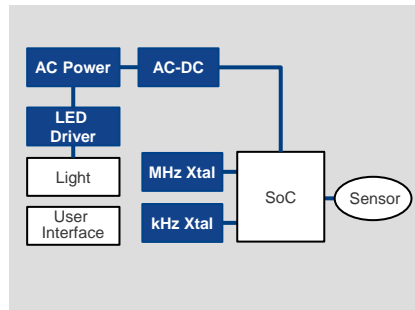 AC Power
AC-DC
LED
Driver
Light
MHz Xtal
SoC
Sensor
User
Interface
kHz Xtal